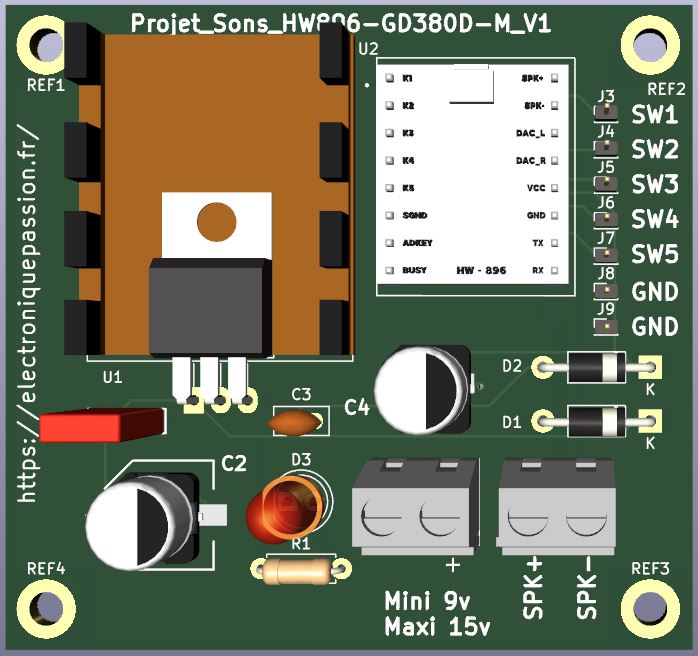 Projet_Sons_HW896-GD380D-M_V1
REF1
U2
REF2
K1
K2
K3
K4
K5
SGND
ADKEY
BUSY
SPK+
SPK-
DAC_L
DAC_R
VCC
GND
TX
RX
HW - 896
J3
SW1
J4
SW2
J5
SW3
J6
SW4
J7
SW5
J8
GND
J9
GND
https://electroniquepassion.fr/
U1
C3
C4
D2
K
D1
K
C2
D3
R1
REF4
REF3
+
SPK+
SPK-
Mini 9v
Maxi 15v